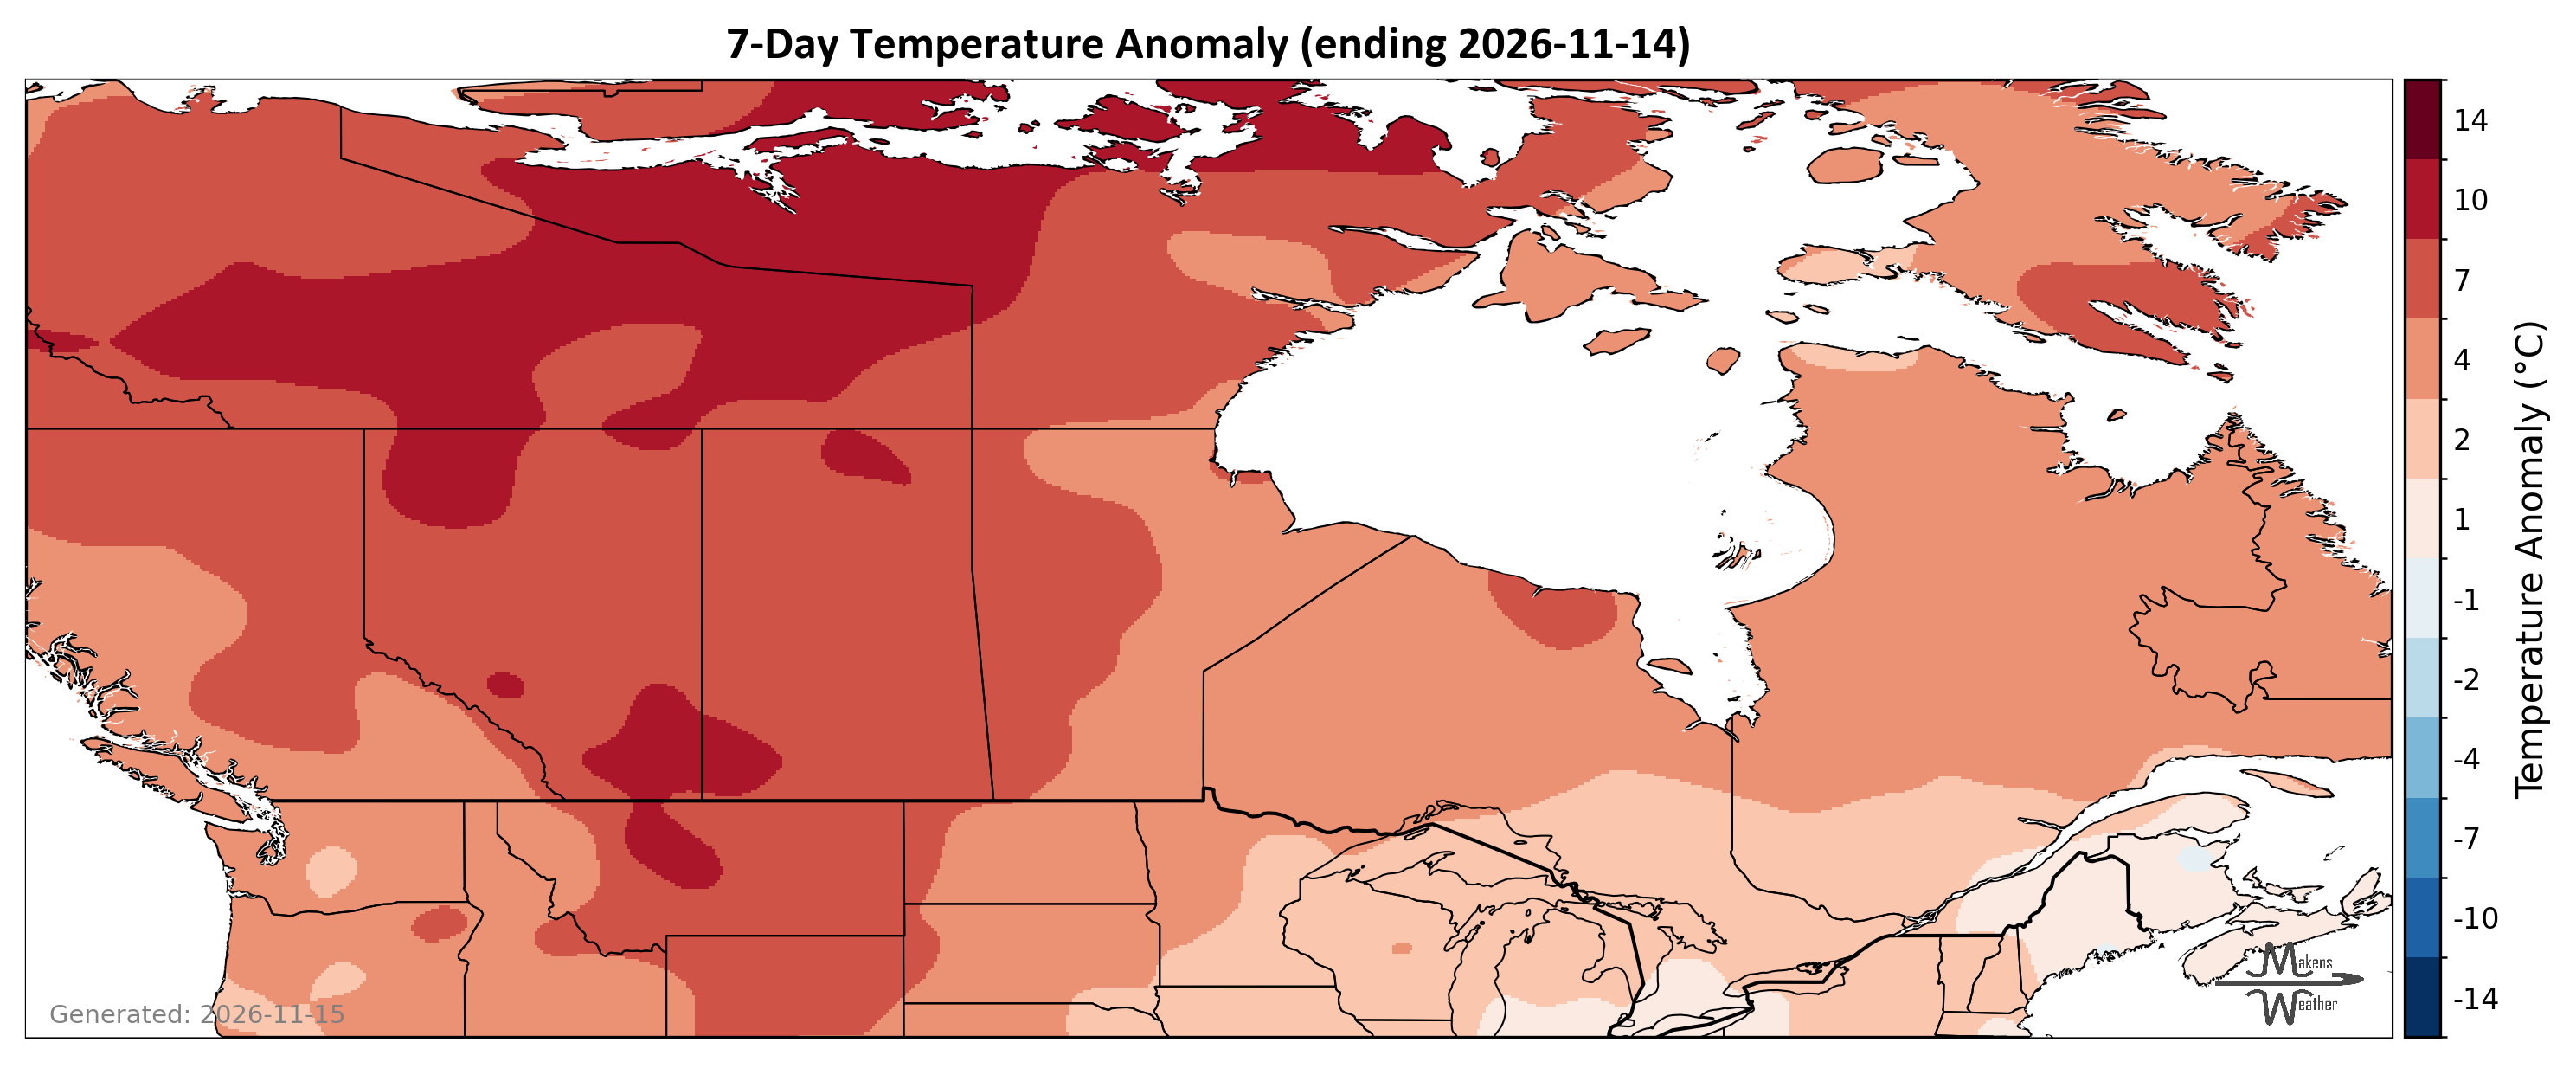 7-Day Temperature Anomaly (ending 2026-11-14)
14
10
7
4
2
1
-1
-2
-4
-7
-10
-14
Temperature Anomaly (°C)
Generated: 2026-11-15
Makens
Weather